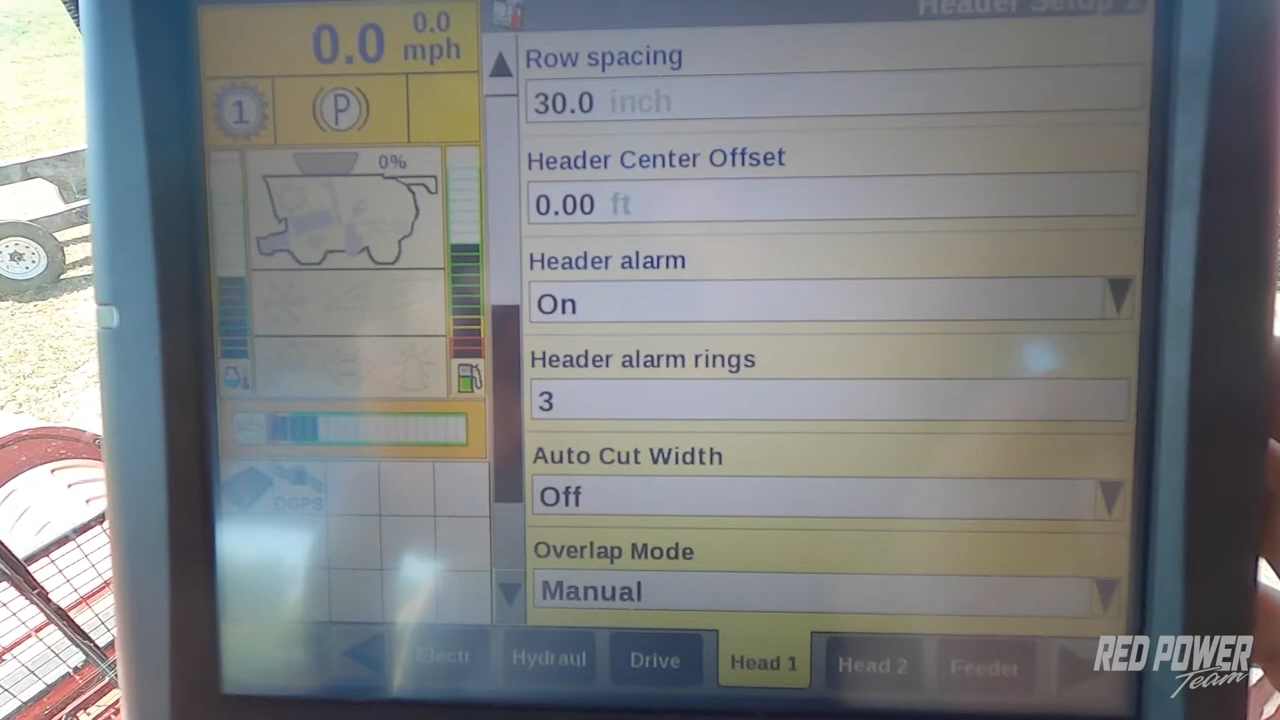 0.0
0.0
mph
1
P
0%
DGPS
Header Setup 1
Row spacing
30.0 inch
Header Center Offset
0.00 ft
Header alarm
On
Header alarm rings
3
Auto Cut Width
Off
Overlap Mode
Manual
Electr
Hydraul
Drive
Head 1
Head 2
Feeder
RED POWER
Team